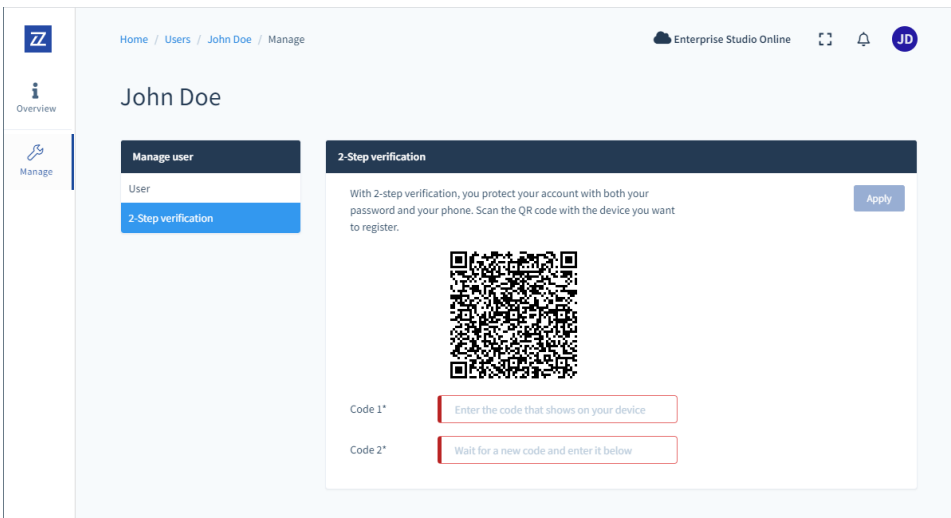 ZZ
Home / Users / John Doe / Manage
Enterprise Studio Online
JD
Overview
Manage
John Doe
Manage user
User
2-Step verification
2-Step verification
With 2-step verification, you protect your account with both your
password and your phone. Scan the QR code with the device you want
to register.
Apply
Code 1*
Enter the code that shows on your device
Code 2*
Wait for a new code and enter it below